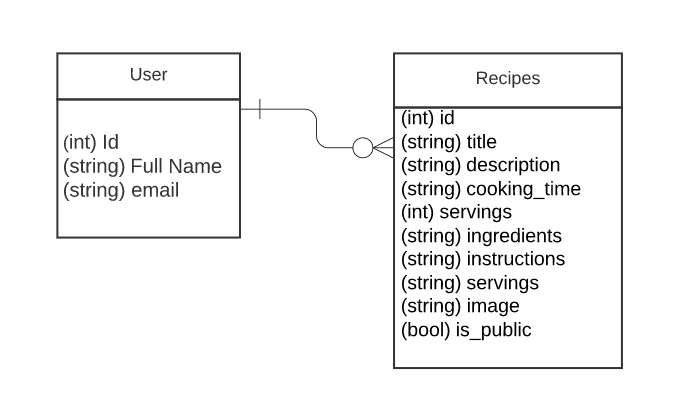 User
(int) Id
(string) Full Name
(string) email
Recipes
(int) id
(string) title
(string) description
(string) cooking_time
(int) servings
(string) ingredients
(string) instructions
(string) servings
(string) image
(bool) is_public